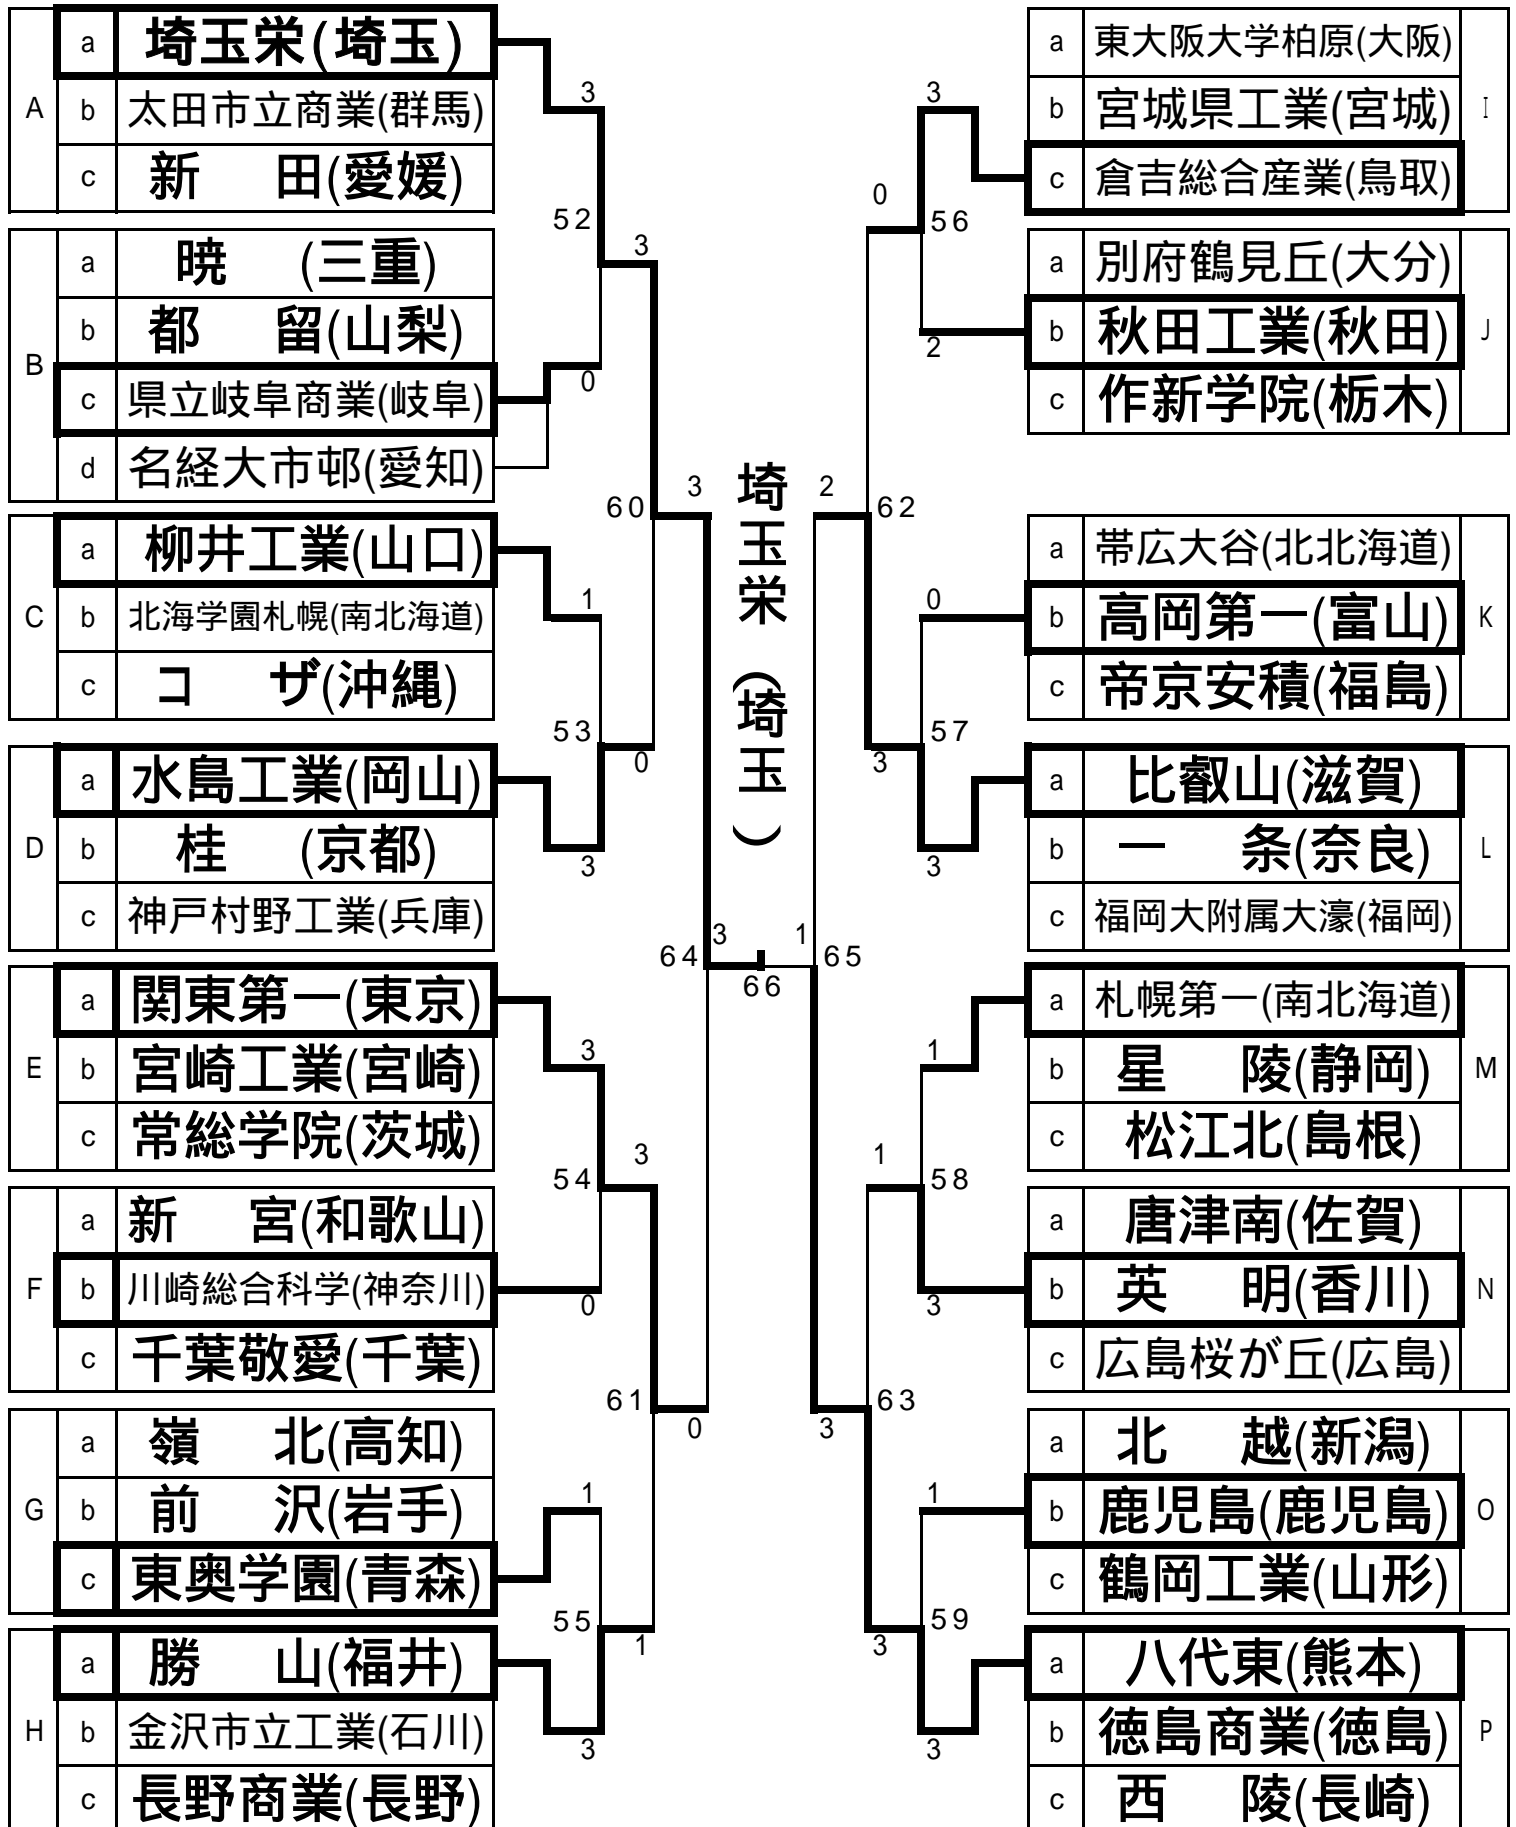 A
a 埼玉栄(埼玉)
b 太田市立商業(群馬)
c 新 田(愛媛)
B
a 暁 (三重)
b 都 留(山梨)
c 県立岐阜商業(岐阜)
d 名経大市邨(愛知)
C
a 柳井工業(山口)
b 北海学園札幌(南北海道)
c コ ザ(沖縄)
D
a 水島工業(岡山)
b 桂 (京都)
c 神戸村野工業(兵庫)
E
a 関東第一(東京)
b 宮崎工業(宮崎)
c 常総学院(茨城)
F
a 新 宮(和歌山)
b 川崎総合科学(神奈川)
c 千葉敬愛(千葉)
G
a 嶺 北(高知)
b 前 沢(岩手)
c 東奥学園(青森)
H
a 勝 山(福井)
b 金沢市立工業(石川)
c 長野商業(長野)
3
52
0
3
1
53
3
0
60
3
3
54
0
3
1
55
3
1
61
0
64
3
埼玉栄(埼玉)
66
1
65
2
62
3
0
56
3
2
0
57
3
3
1
58
1
3
63
3
1
59
3
3
a 東大阪大学柏原(大阪)
b 宮城県工業(宮城)
c 倉吉総合産業(鳥取)
I
a 別府鶴見丘(大分)
b 秋田工業(秋田)
c 作新学院(栃木)
J
a 帯広大谷(北北海道)
b 高岡第一(富山)
c 帝京安積(福島)
K
a 比叡山(滋賀)
b 一 条(奈良)
c 福岡大附属大濠(福岡)
L
a 札幌第一(南北海道)
b 星 陵(静岡)
c 松江北(島根)
M
a 唐津南(佐賀)
b 英 明(香川)
c 広島桜が丘(広島)
N
a 北 越(新潟)
b 鹿児島(鹿児島)
c 鶴岡工業(山形)
O
a 八代東(熊本)
b 徳島商業(徳島)
c 西 陵(長崎)
P